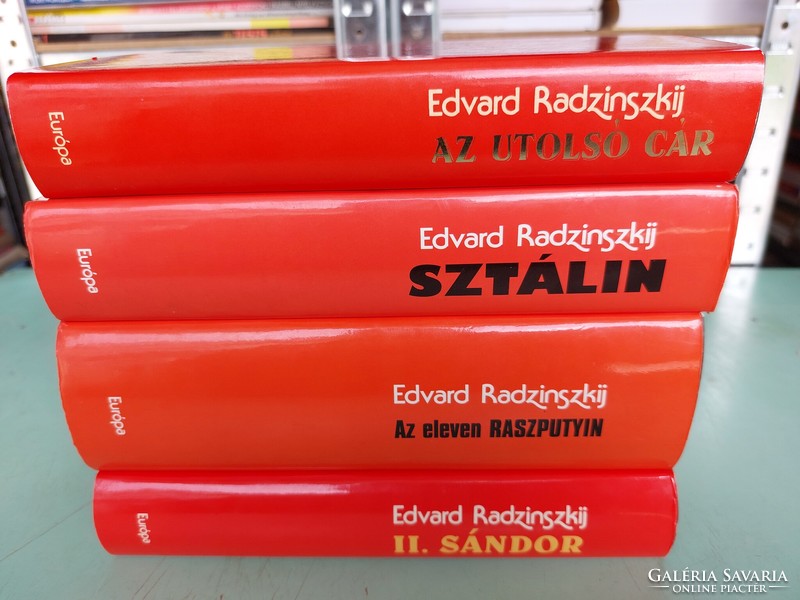 Európa
Edvard Radzinszkij
AZ UTOLSÓ CÁR
Európa
Edvard Radzinszkij
SZTÁLIN
Európa
Edvard Radzinszkij
Az eleven RASZPUTYIN
Európa
Edvard Radzinszkij
II. SÁNDOR
GALÉRIA SAVARIA
ONLINE PIACTÉR